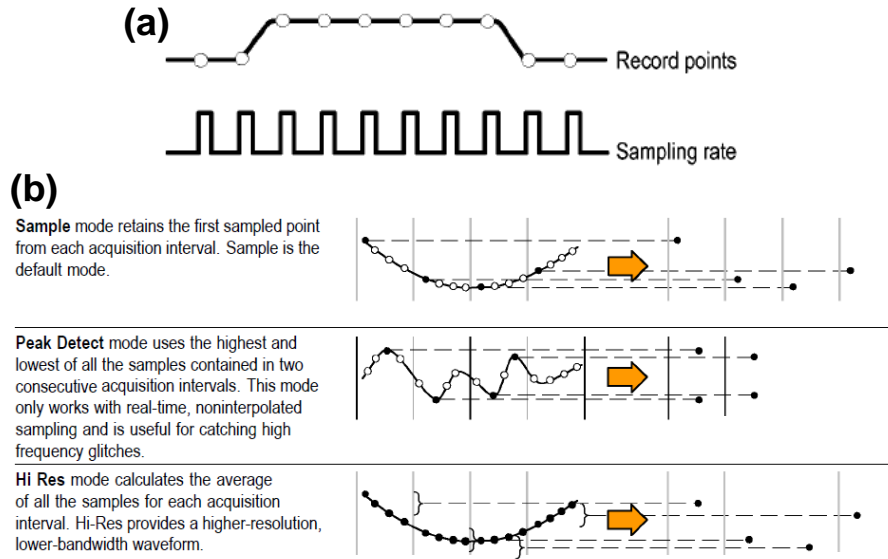 (a)
Record points
Sampling rate
(b)
Sample mode retains the first sampled point
from each acquisition interval. Sample is the
default mode.
Peak Detect mode uses the highest and
lowest of all the samples contained in two
consecutive acquisition intervals. This mode
only works with real-time, noninterpolated
sampling and is useful for catching high
frequency glitches.
Hi Res mode calculates the average
of all the samples for each acquisition
interval. Hi-Res provides a higher-resolution,
lower-bandwidth waveform.